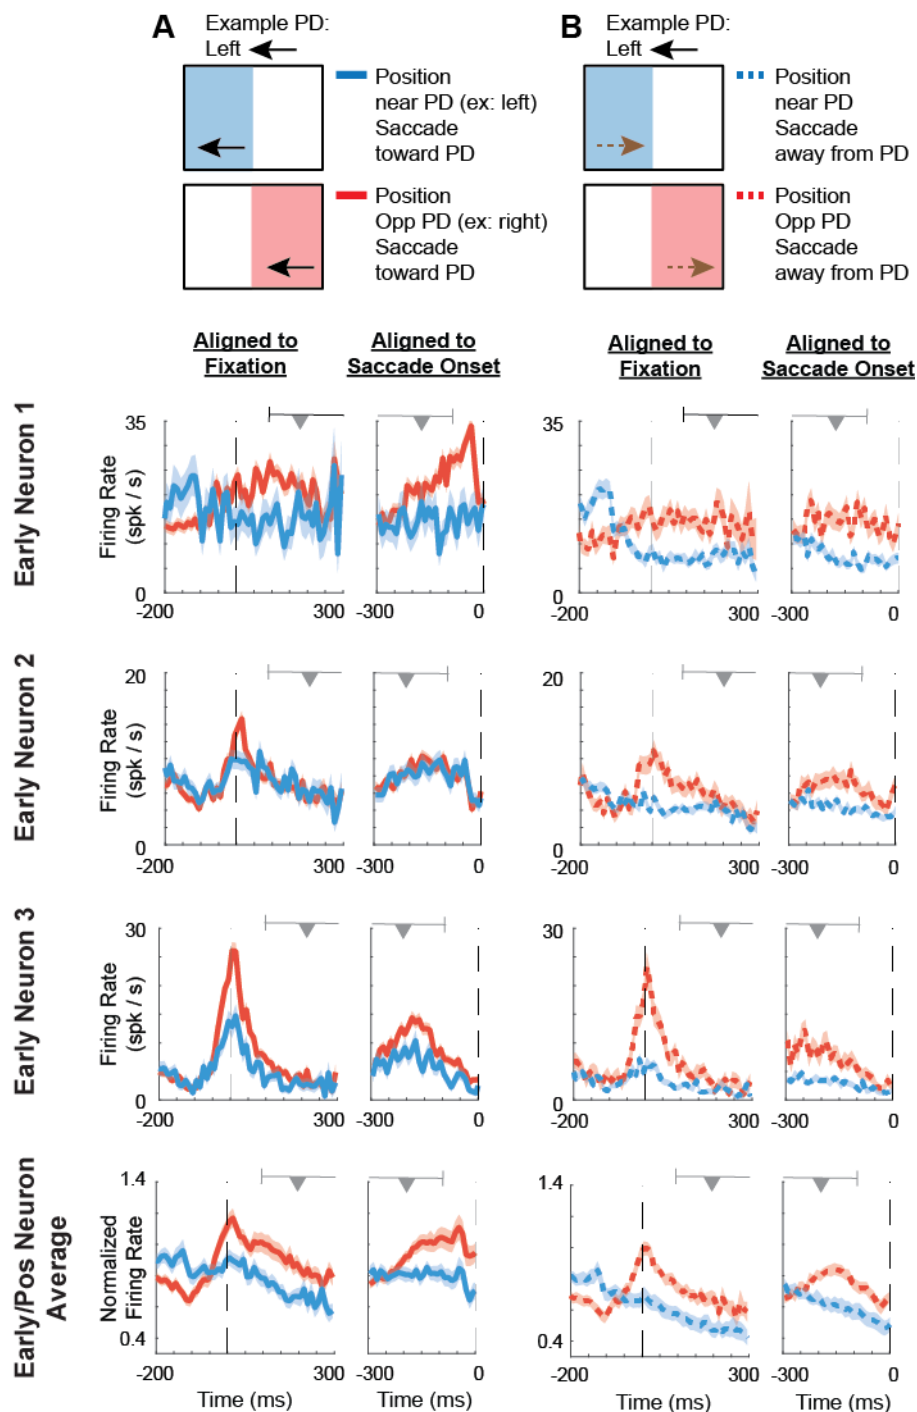 A Example PD:
Left
Position
near PD (ex: left)
Saccade
toward PD
Position
Opp PD (ex: right)
Saccade
toward PD
B Example PD:
Left
Position
near PD
Saccade
away from PD
Position
Opp PD
Saccade
away from PD
Aligned to
Fixation
Aligned to
Saccade Onset
Aligned to
Fixation
Aligned to
Saccade Onset
Early Neuron 1
Firing Rate
(spk / s)
35
0
-200
300
-300
0
35
0
-200
300
-300
0
Early Neuron 2
Firing Rate
(spk / s)
20
0
-200
300
-300
0
20
0
-200
300
-300
0
Early Neuron 3
Firing Rate
(spk / s)
30
0
-200
300
-300
0
30
0
-200
300
-300
0
Early/Pos Neuron
Average
Normalized
Firing Rate
1.4
0.4
-200
300
-300
0
1.4
0.4
-200
300
-300
0
Time (ms)
Time (ms)
Time (ms)
Time (ms)